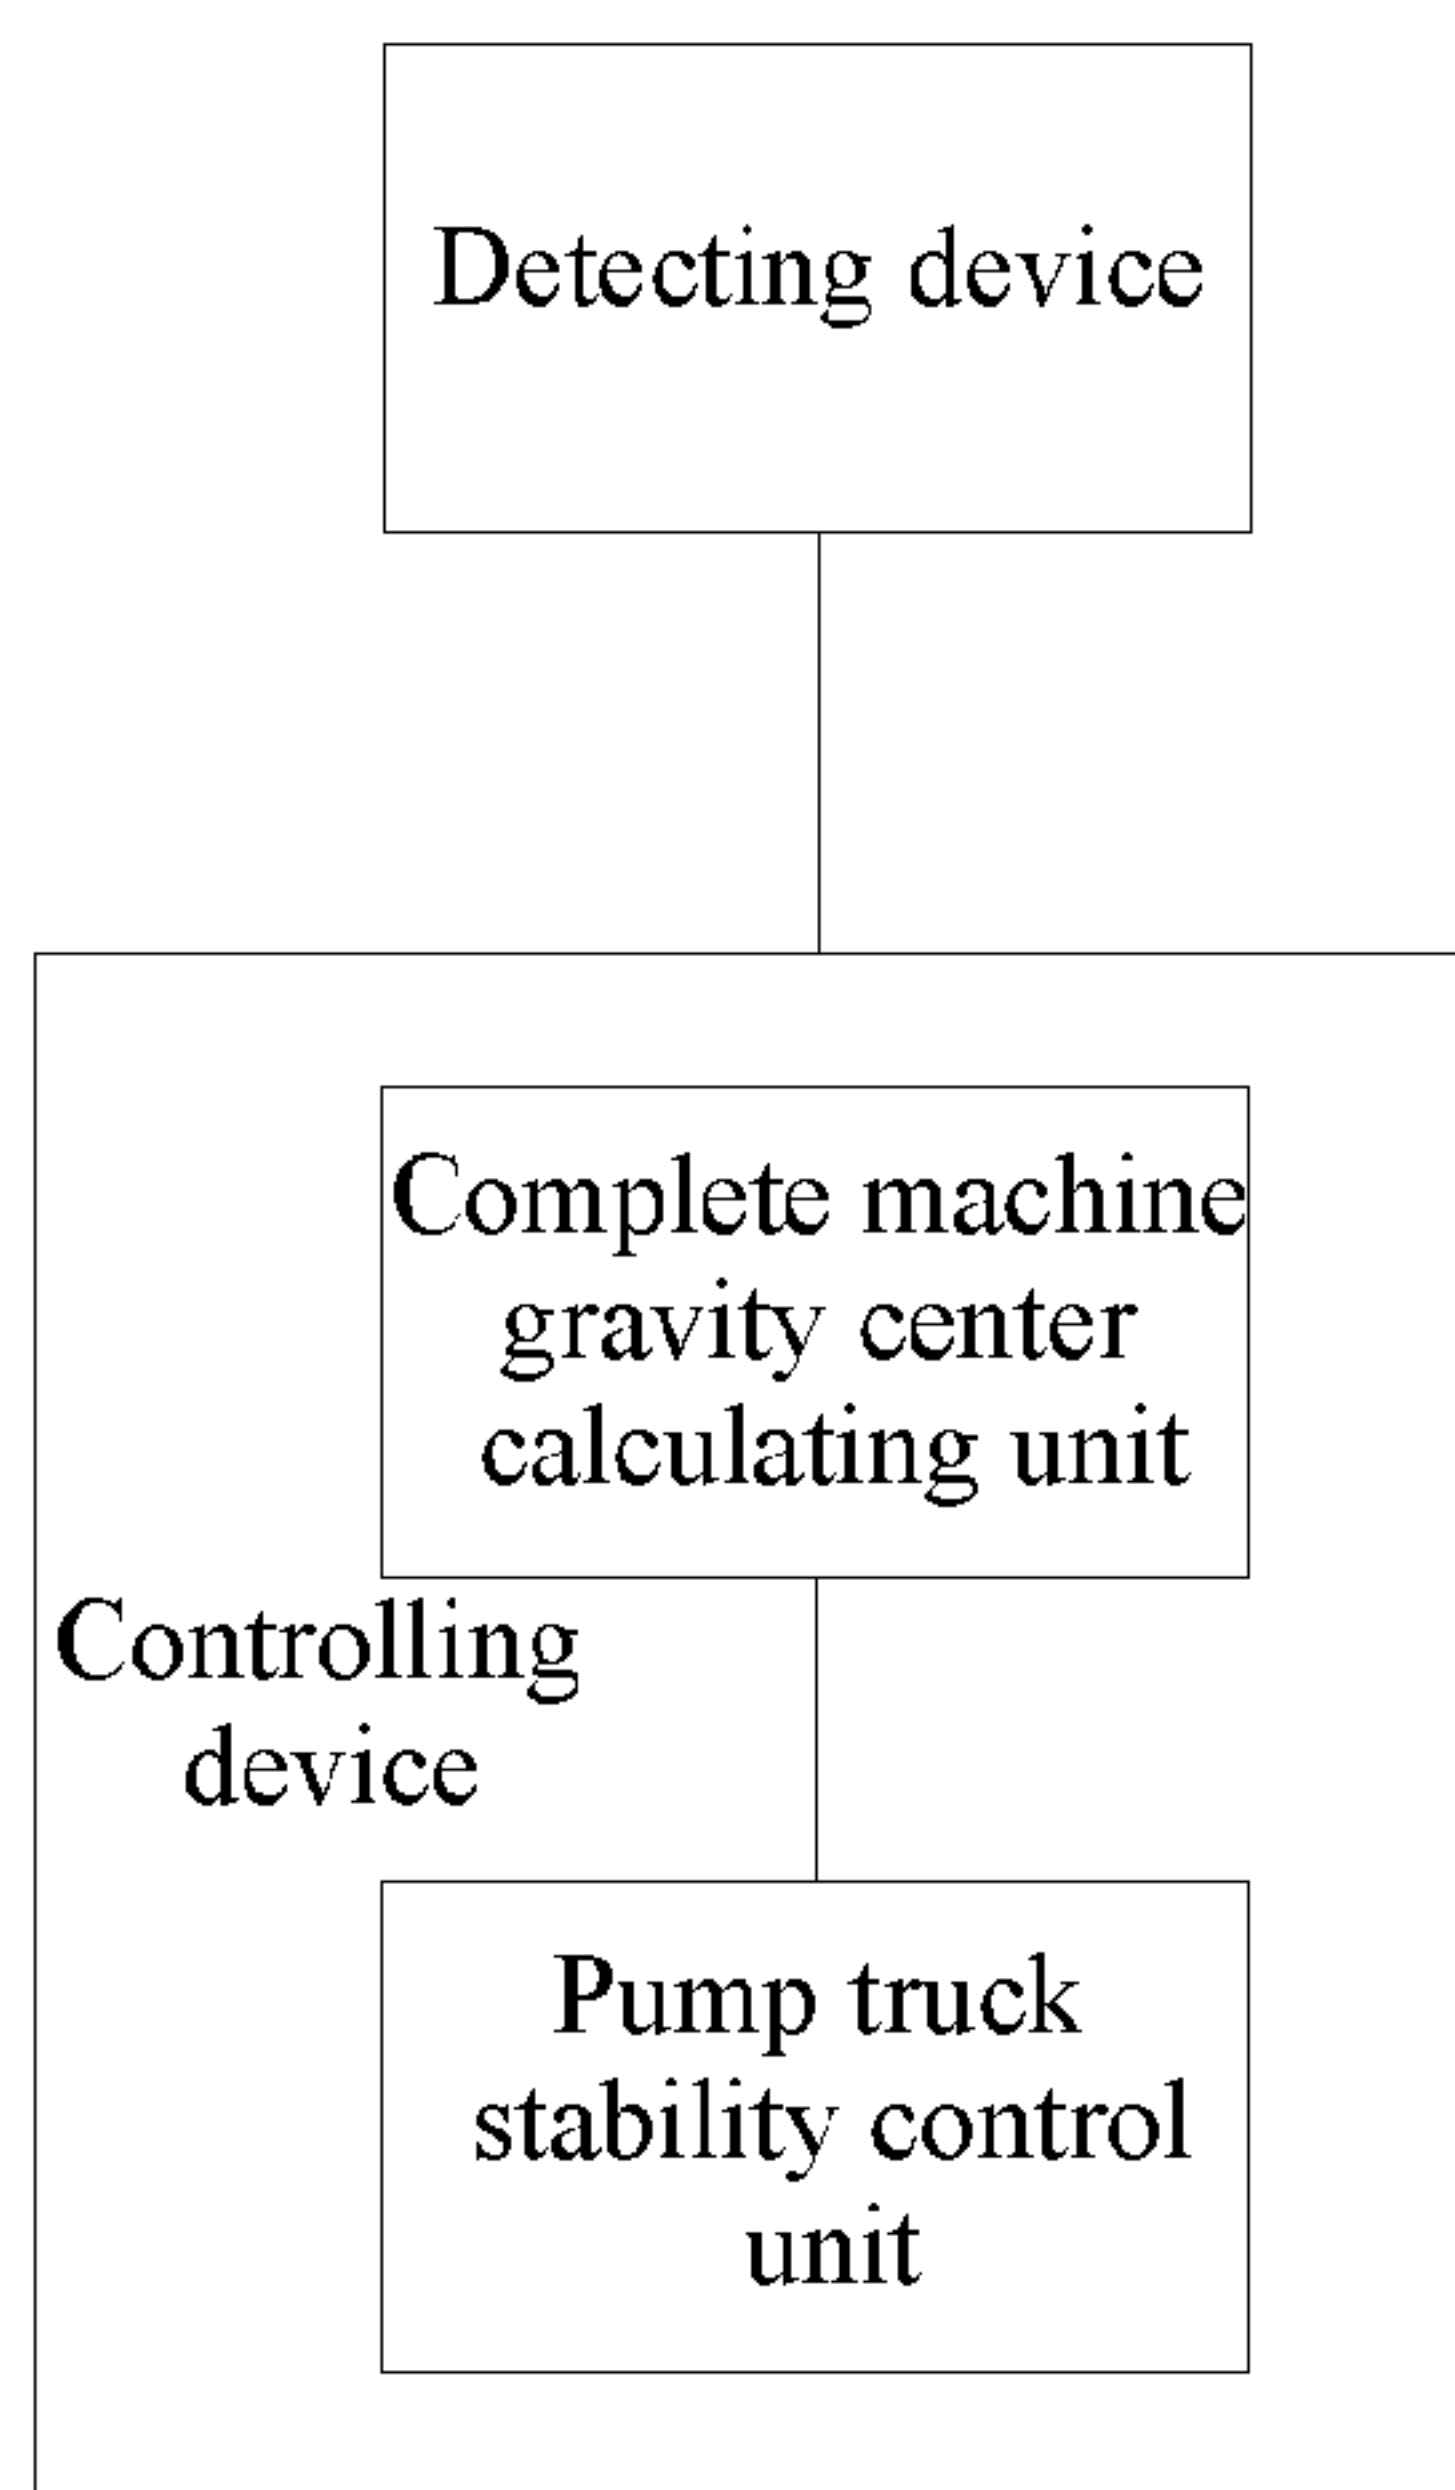 Detecting device
Complete machine
gravity center
calculating unit
Controlling
device
Pump truck
stability control
unit